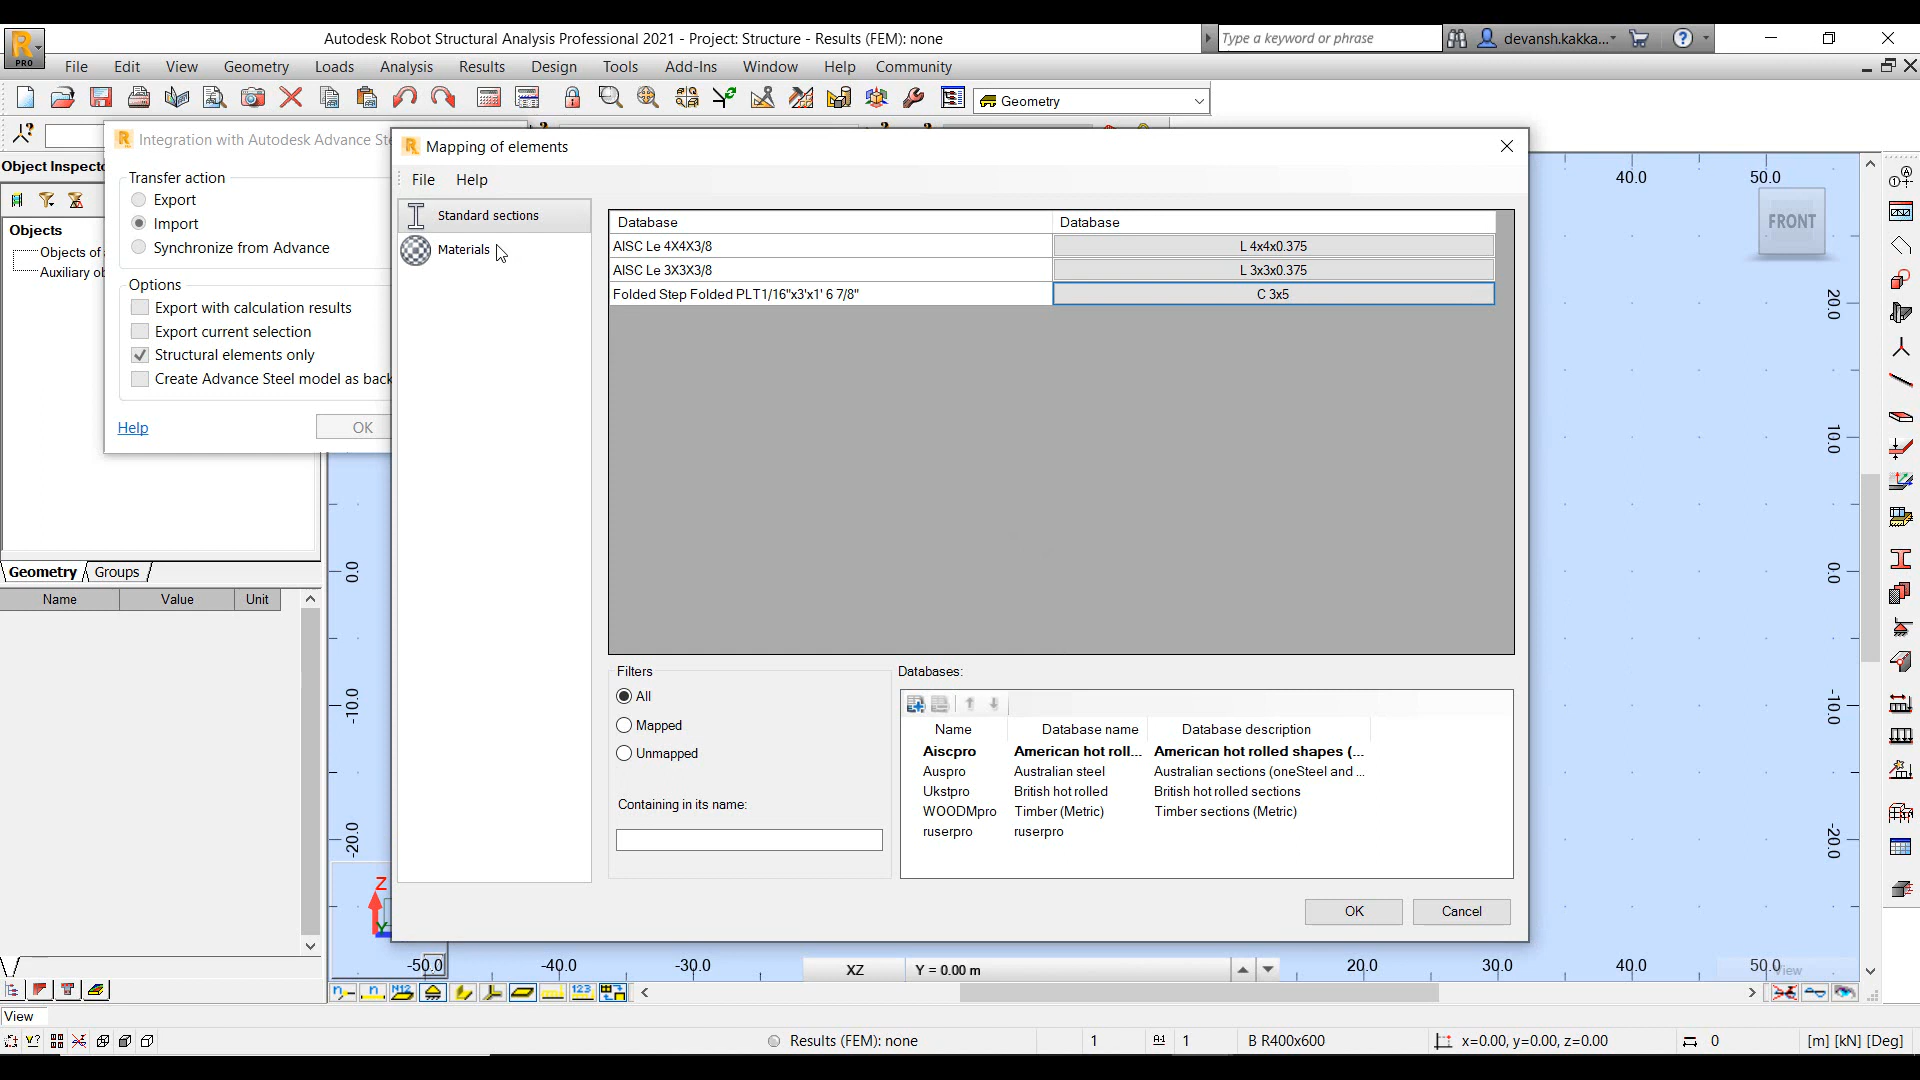 Autodesk Robot Structural Analysis Professional 2021 - Project: Structure - Results (FEM): none
Type a keyword or phrase
devansh.kakka...
PRO
File Edit View Geometry Loads Analysis Results Design Tools Add-Ins Window Help Community
Geometry
Integration with Autodesk Advance Ste
Transfer action
Export
Import
Synchronize from Advance
Options
Export with calculation results
Export current selection
Structural elements only
Create Advance Steel model as back
Help
OK
Object Inspecto
Objects
Objects of
Auxiliary ob
Geometry Groups
Name Value Unit
Mapping of elements
File Help
Standard sections
Materials
Database Database
AISC Le 4X4X3/8 L 4x4x0.375
AISC Le 3X3X3/8 L 3x3x0.375
Folded Step Folded PLT1/16"x3'x1' 6 7/8" C 3x5
Filters
All
Mapped
Unmapped
Containing in its name:
Databases:
Name Database name Database description
Aiscpro American hot roll... American hot rolled shapes (...
Auspro Australian steel Australian sections (oneSteel and ...
Ukstpro British hot rolled British hot rolled sections
WOODMpro Timber (Metric) Timber sections (Metric)
ruserpro ruserpro
OK Cancel
40.0 50.0
FRONT
20.0
10.0
0.0
-10.0
-20.0
0.0
-10.0
-20.0
Z
Y
-50.0 -40.0 -30.0 XZ Y = 0.00 m 20.0 30.0 40.0 50.0
View
View
Results (FEM): none 1 1 B R400x600 x=0.00, y=0.00, z=0.00 0 [m] [kN] [Deg]